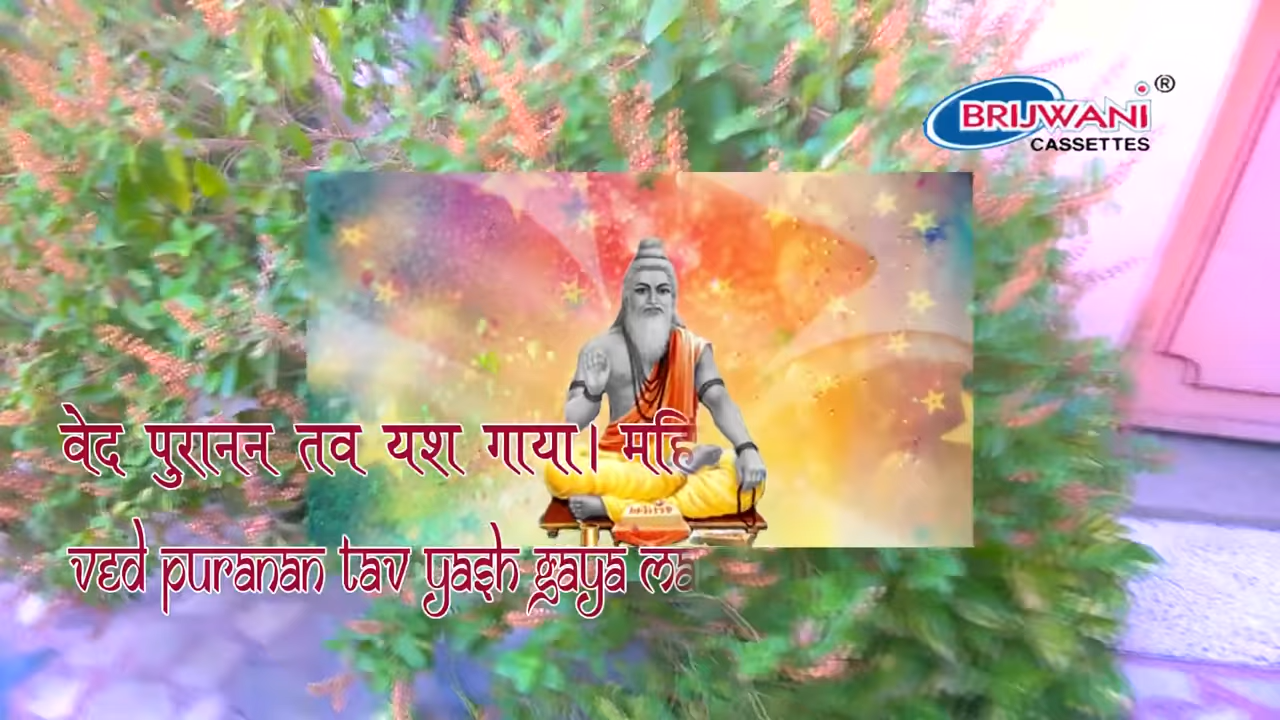 BRIJWANI ®
CASSETTES
वेद पुरानन तव यश गाया। महि
ved puranan tav yash gaya ma